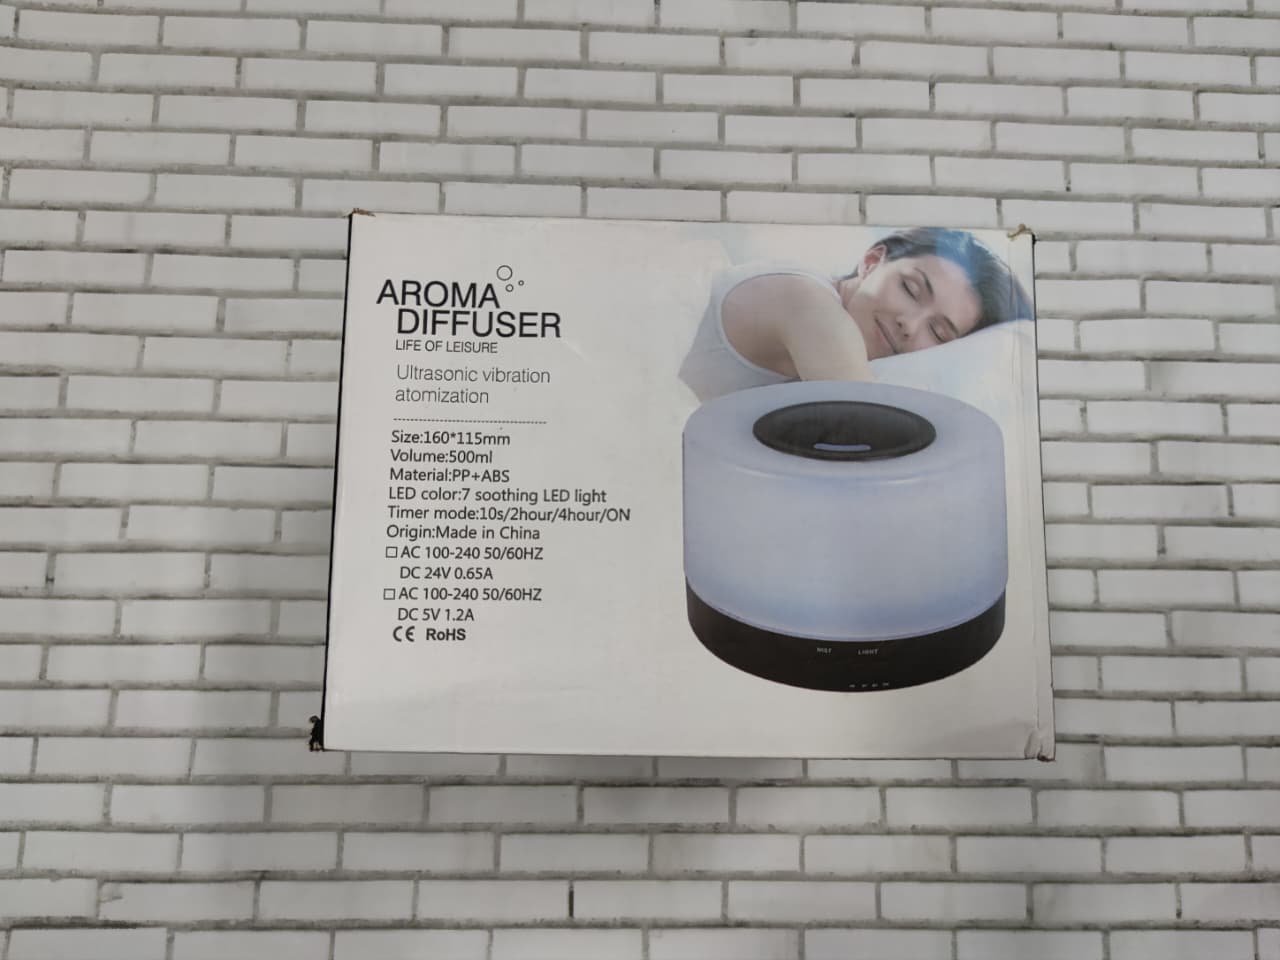 AROMA
DIFFUSER
LIFE OF LEISURE
Ultrasonic vibration
atomization
Size:160*115mm
Volume:500ml
Material:PP+ABS
LED color:7 soothing LED light
Timer mode:10s/2hour/4hour/ON
Origin:Made in China
AC 100-240 50/60HZ
DC 24V 0.65A
AC 100-240 50/60HZ
DC 5V 1.2A
CE RoHS
MIST LIGHT